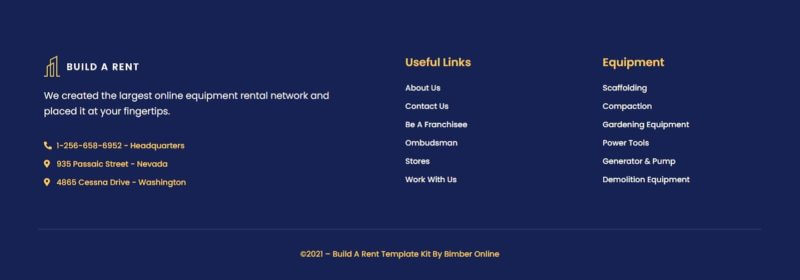 BUILD A RENT
We created the largest online equipment rental network and
placed it at your fingertips.
1-256-658-6952 - Headquarters
935 Passaic Street - Nevada
4865 Cessna Drive - Washington
Useful Links
About Us
Contact Us
Be A Franchisee
Ombudsman
Stores
Work With Us
Equipment
Scaffolding
Compaction
Gardening Equipment
Power Tools
Generator & Pump
Demolition Equipment
©2021 – Build A Rent Template Kit By Bimber Online